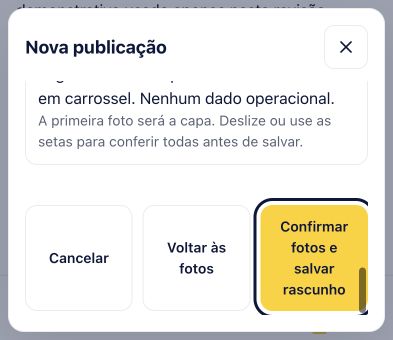 Nova publicação
em carrossel. Nenhum dado operacional.
A primeira foto será a capa. Deslize ou use as
setas para conferir todas antes de salvar.
Cancelar
Voltar às
fotos
Confirmar
fotos e
salvar
rascunho